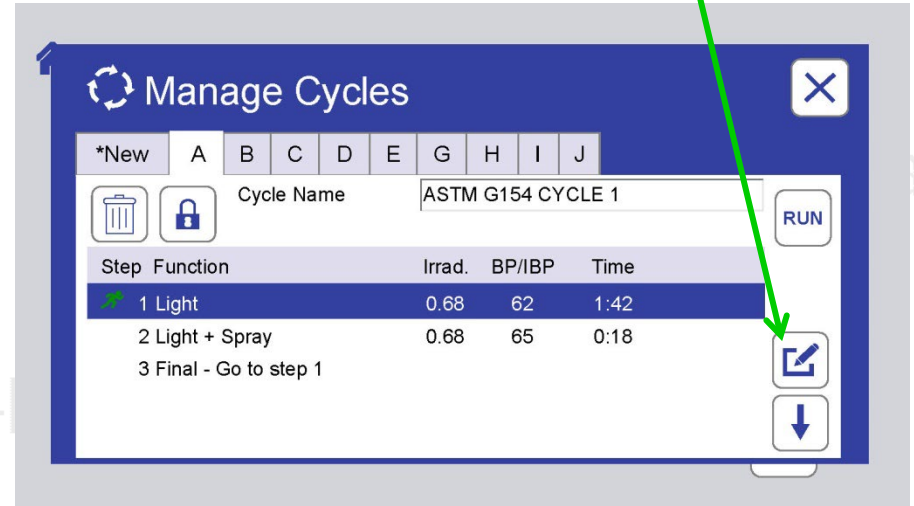 Manage Cycles
*New A B C D E G H I J
Cycle Name ASTM G154 CYCLE 1
RUN
Step Function Irrad. BP/IBP Time
1 Light 0.68 62 1:42
2 Light + Spray 0.68 65 0:18
3 Final - Go to step 1